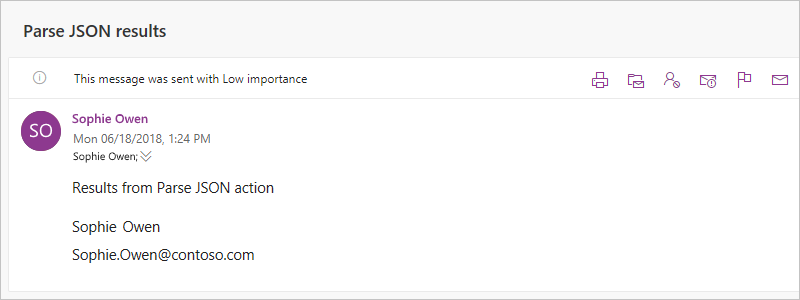 Parse JSON results
This message was sent with Low importance
SO
Sophie Owen
Mon 06/18/2018, 1:24 PM
Sophie Owen;
Results from Parse JSON action
Sophie Owen
Sophie.Owen@contoso.com